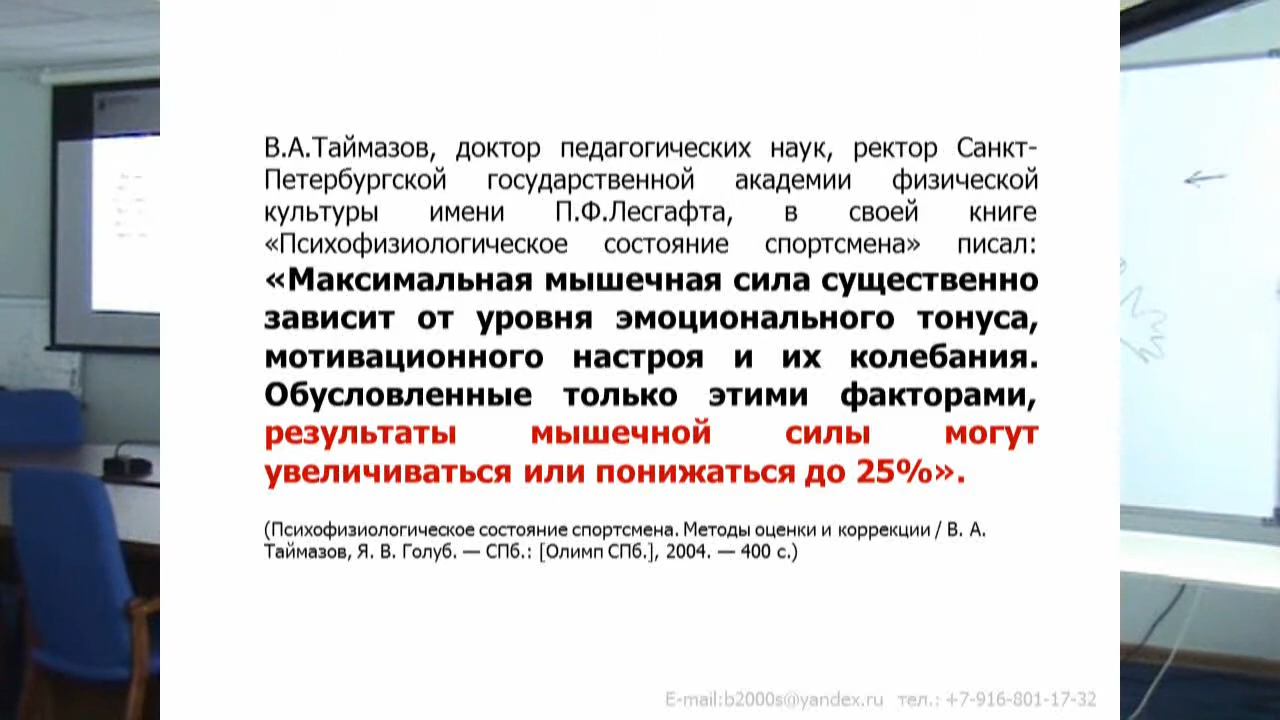 В.А.Таймазов, доктор педагогических наук, ректор Санкт-
Петербургской государственной академии физической
культуры имени П.Ф.Лесгафта, в своей книге
«Психофизиологическое состояние спортсмена» писал:
«Максимальная мышечная сила существенно
зависит от уровня эмоционального тонуса,
мотивационного настроя и их колебания.
Обусловленные только этими факторами,
результаты мышечной силы могут
увеличиваться или понижаться до 25%».
(Психофизиологическое состояние спортсмена. Методы оценки и коррекции / В. А.
Таймазов, Я. В. Голуб. — СПб.: [Олимп СПб.], 2004. — 400 с.)
E-mail:b2000s@yandex.ru тел.: +7-916-801-17-32